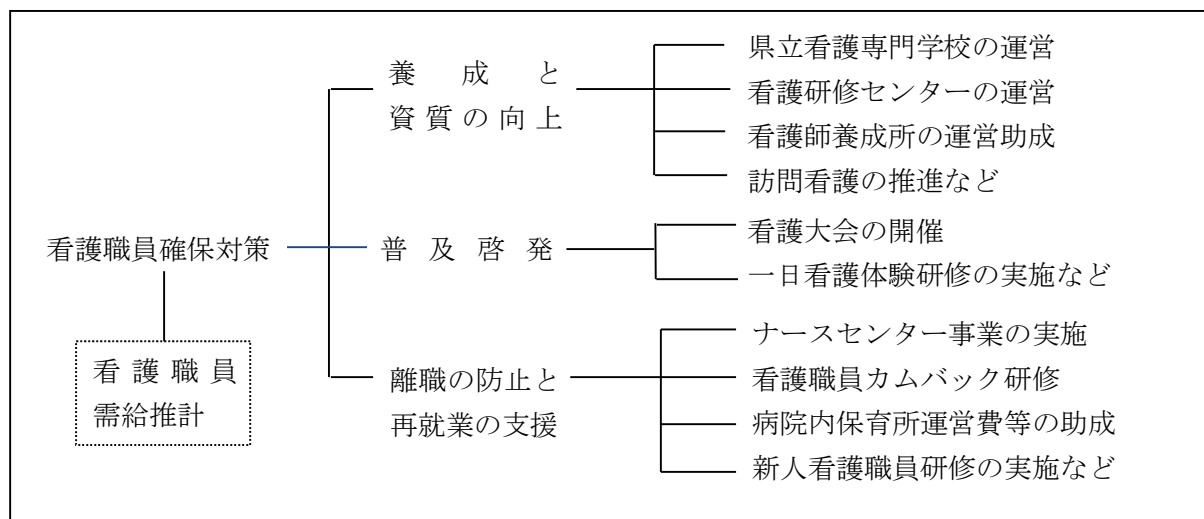 看護職員確保対策
看護職員
需給推計
養成と
資質の向上
県立看護専門学校の運営
看護研修センターの運営
看護師養成所の運営助成
訪問看護の推進など
普及啓発
看護大会の開催
一日看護体験研修の実施など
離職の防止と
再就業の支援
ナースセンター事業の実施
看護職員カムバック研修
病院内保育所運営費等の助成
新人看護職員研修の実施など